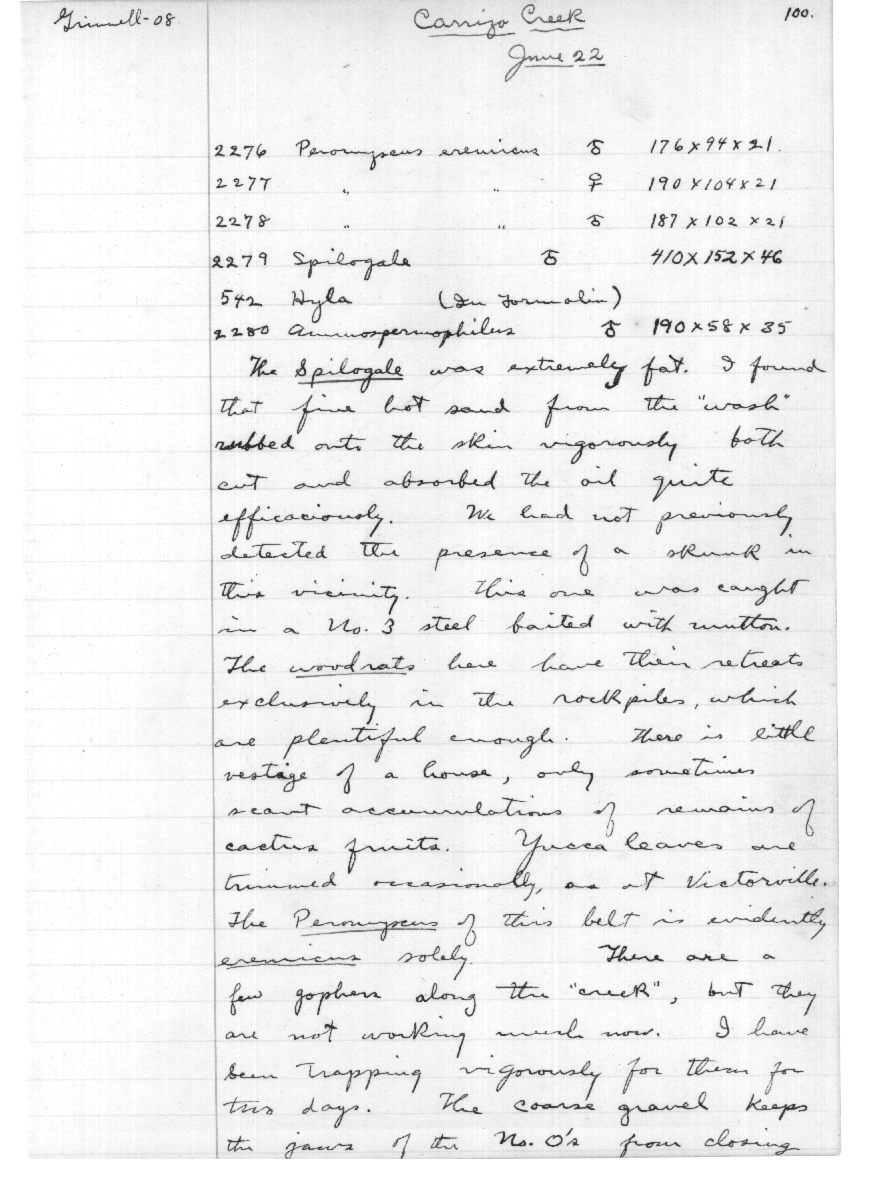 Grinnell-08
Carrizo Creek
100.
June 22
2276 Peromyscus eremicus ♂ 176 x 94 x 21.
2277 " " ♀ 190 x 104 x 21
2278 " " ♂ 187 x 102 x 21
2279 Spilogale ♂ 410 x 152 x 46
542 Hyla (In Formalin)
2280 Ammospermophilus ♂ 190 x 58 x 35
The Spilogale was extremely fat. I found
that fine hot sand from the "wash"
rubbed onto the skin vigorously both
cut and absorbed the oil quite
efficaciously. We had not previously
detected the presence of a skunk in
this vicinity. This one was caught
in a No. 3 steel baited with mutton.
The woodrats here have their retreats
exclusively in the rockpiles, which
are plentiful enough. There is little
vestige of a house, only sometimes
scant accumulations of remains of
cactus fruits. Yucca leaves are
trimmed occasionally, as at Victorville.
The Peromyscus of this belt is evidently
eremicus solely. There are a
few gophers along the "creek", but they
are not working much now. I have
been trapping vigorously for them for
two days. The coarse gravel keeps
the jaws of the No. 0's from closing